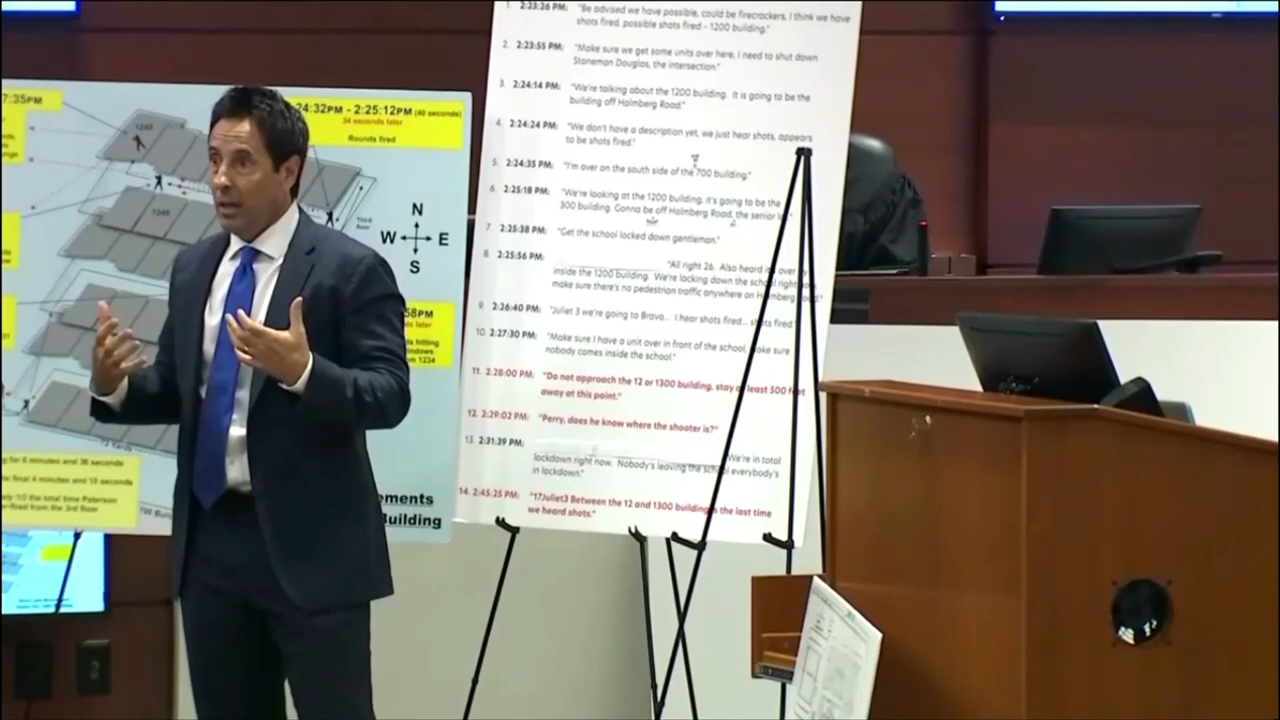 7:35PM
24:32PM - 2:25:12PM (40 seconds)
34 seconds later
Rounds fired
1240
1249
Third
floor
N
W E
S
58PM
s later
ds hitting
indows
om 1234
73 Yards
g for 6 minutes and 36 seconds
final 4 minutes and 15 seconds
the total time Peterson
fired from the 3rd floor
700 Buil
ements
Building
1. 2:23:26 PM: "Be advised we have possible, could be firecrackers, I think we have
shots fired, possible shots fired - 1200 building."
2. 2:23:55 PM: "Make sure we get some units over here, I need to shut down
Stoneman Douglas, the intersection."
3. 2:24:14 PM: "We're talking about the 1200 building. It is going to be the
building off Holmberg Road."
4. 2:24:24 PM: "We don't have a description yet, we just hear shots, appears
to be shots fired."
5. 2:24:35 PM: "I'm over on the south side of the 700 building."
6. 2:25:18 PM: "We're looking at the 1200 building, it's going to be the
300 building. Gonna be off Holmberg Road, the senior
7. 2:25:38 PM: "Get the school locked down gentleman."
8. 2:25:56 PM: "All right 26. Also heard over
inside the 1200 building. We're locking down the school right
make sure there's no pedestrian traffic anywhere on Holmberg
9. 2:26:40 PM: "Juliet 3 we're going to Bravo... I hear shots fired... shots fired
10. 2:27:30 PM: "Make sure I have a unit over in front of the school, make sure
nobody comes inside the school."
11. 2:28:00 PM: "Do not approach the 12 or 1300 building, stay at least 500 feet
away at this point."
12. 2:29:02 PM: "Perry, does he know where the shooter is?"
13. 2:31:39 PM: We're in total
lockdown right now. Nobody's leaving the school everybody's
in lockdown."
14. 2:45:25 PM: "17Juliet3 Between the 12 and 1300 building is the last time
we heard shots."